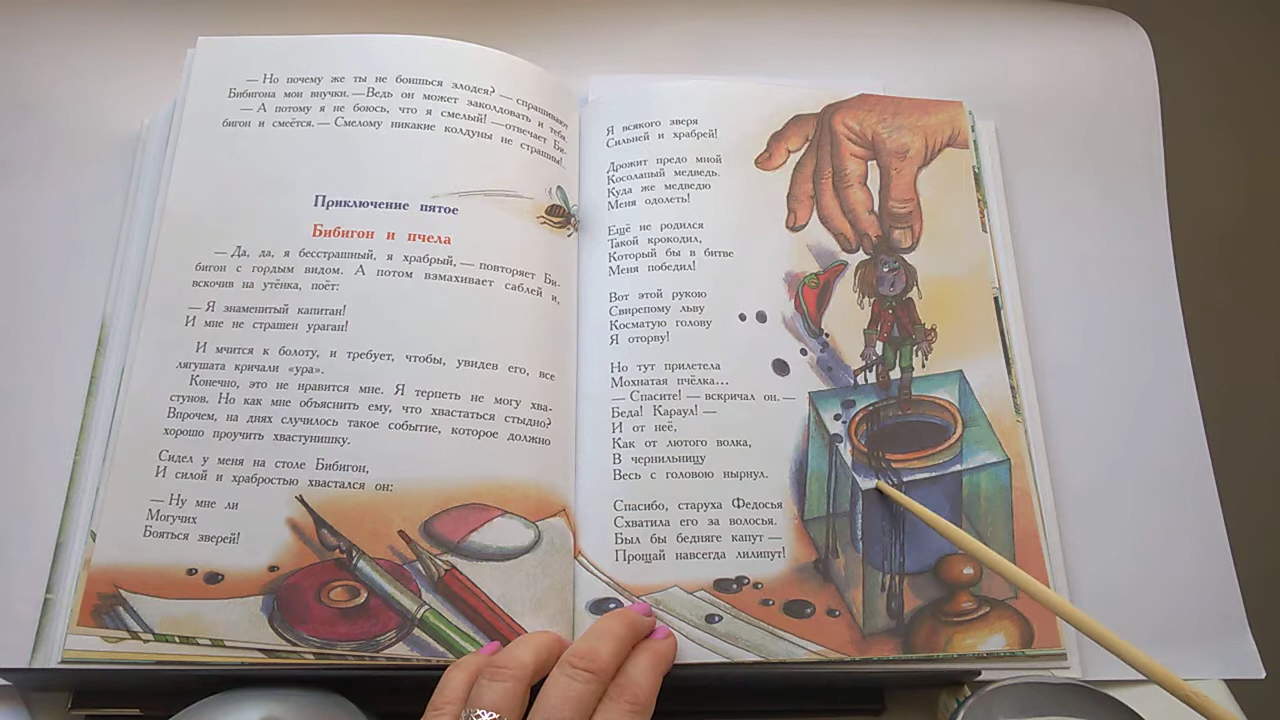 — Но почему же ты не боишься злодея? — спрашивают
Бибигона мои внучки. — Ведь он может заколдовать и тебя.
— А потому я не боюсь, что я смелый! — отвечает Би-
бигон и смеётся. — Смелому никакие колдуны не страшны!..
Приключение пятое
Бибигон и пчела
— Да, да, я бесстрашный, я храбрый, — повторяет Би-
бигон с гордым видом. А потом взмахивает саблей и,
вскочив на утёнка, поёт:
— Я знаменитый капитан!
И мне не страшен ураган!
И мчится к болоту, и требует, чтобы, увидев его, все
лягушата кричали «ура».
Конечно, это не нравится мне. Я терпеть не могу хва-
стунов. Но как мне объяснить ему, что хвастаться стыдно?
Впрочем, на днях случилось такое событие, которое должно
хорошо проучить хвастунишку.
Сидел у меня на столе Бибигон,
И силой и храбростью хвастался он:
— Ну мне ли
Могучих
Бояться зверей!
Я всякого зверя
Сильней и храбрей!
Дрожит предо мной
Косолапый медведь.
Куда же медведю
Меня одолеть!
Ещё не родился
Такой крокодил,
Который бы в битве
Меня победил!
Вот этой рукою
Свирепому льву
Косматую голову
Я оторву!
Но тут прилетела
Мохнатая пчёлка...
— Спасите! — вскричал он. —
Беда! Караул! —
И от неё,
Как от лютого волка,
В чернильницу
Весь с головою нырнул.
Спасибо, старуха Федосья
Схватила его за волосья.
Был бы бедняге капут —
Прощай навсегда лилипут!